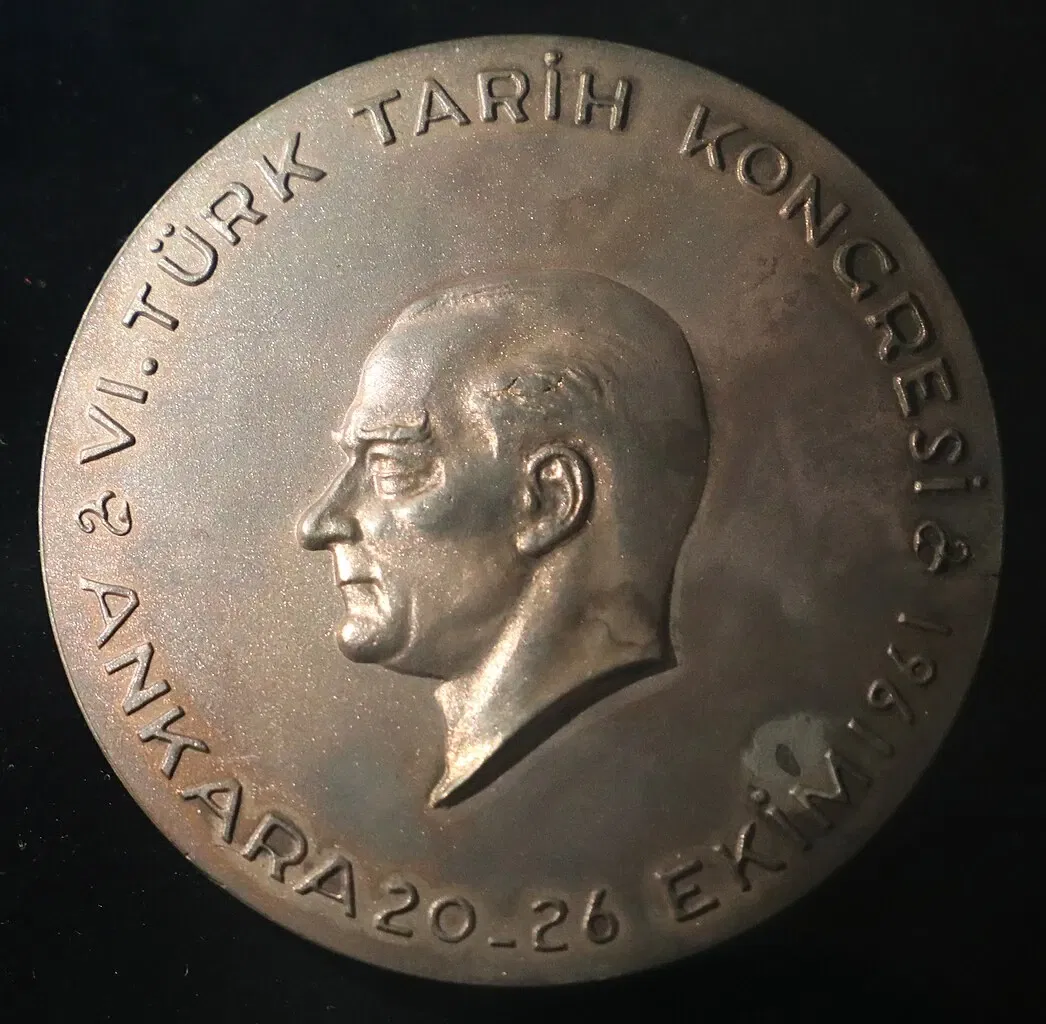 VI. TÜRK TARİH KONGRESİ
ANKARA 20-26 EKİM 1961